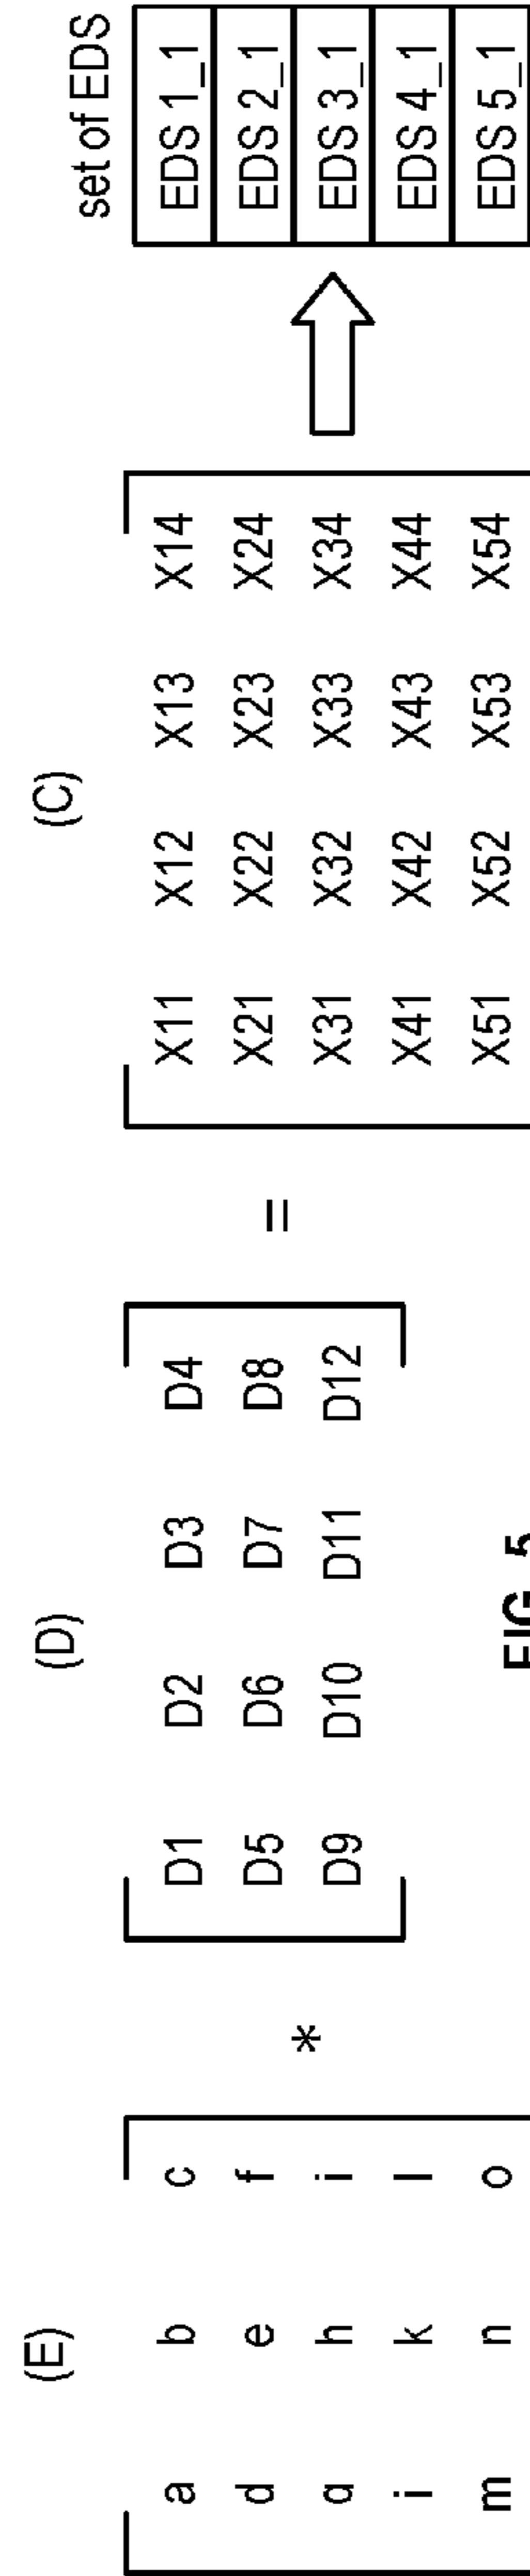 (E) (D) (C) set of EDS
a b c * D1 D2 D3 D4 = X11 X12 X13 X14 EDS 1_1
d e f D5 D6 D7 D8 X21 X22 X23 X24 EDS 2_1
g h i D9 D10 D11 D12 X31 X32 X33 X34 EDS 3_1
j k l X41 X42 X43 X44 EDS 4_1
m n o X51 X52 X53 X54 EDS 5_1
FIG. 5